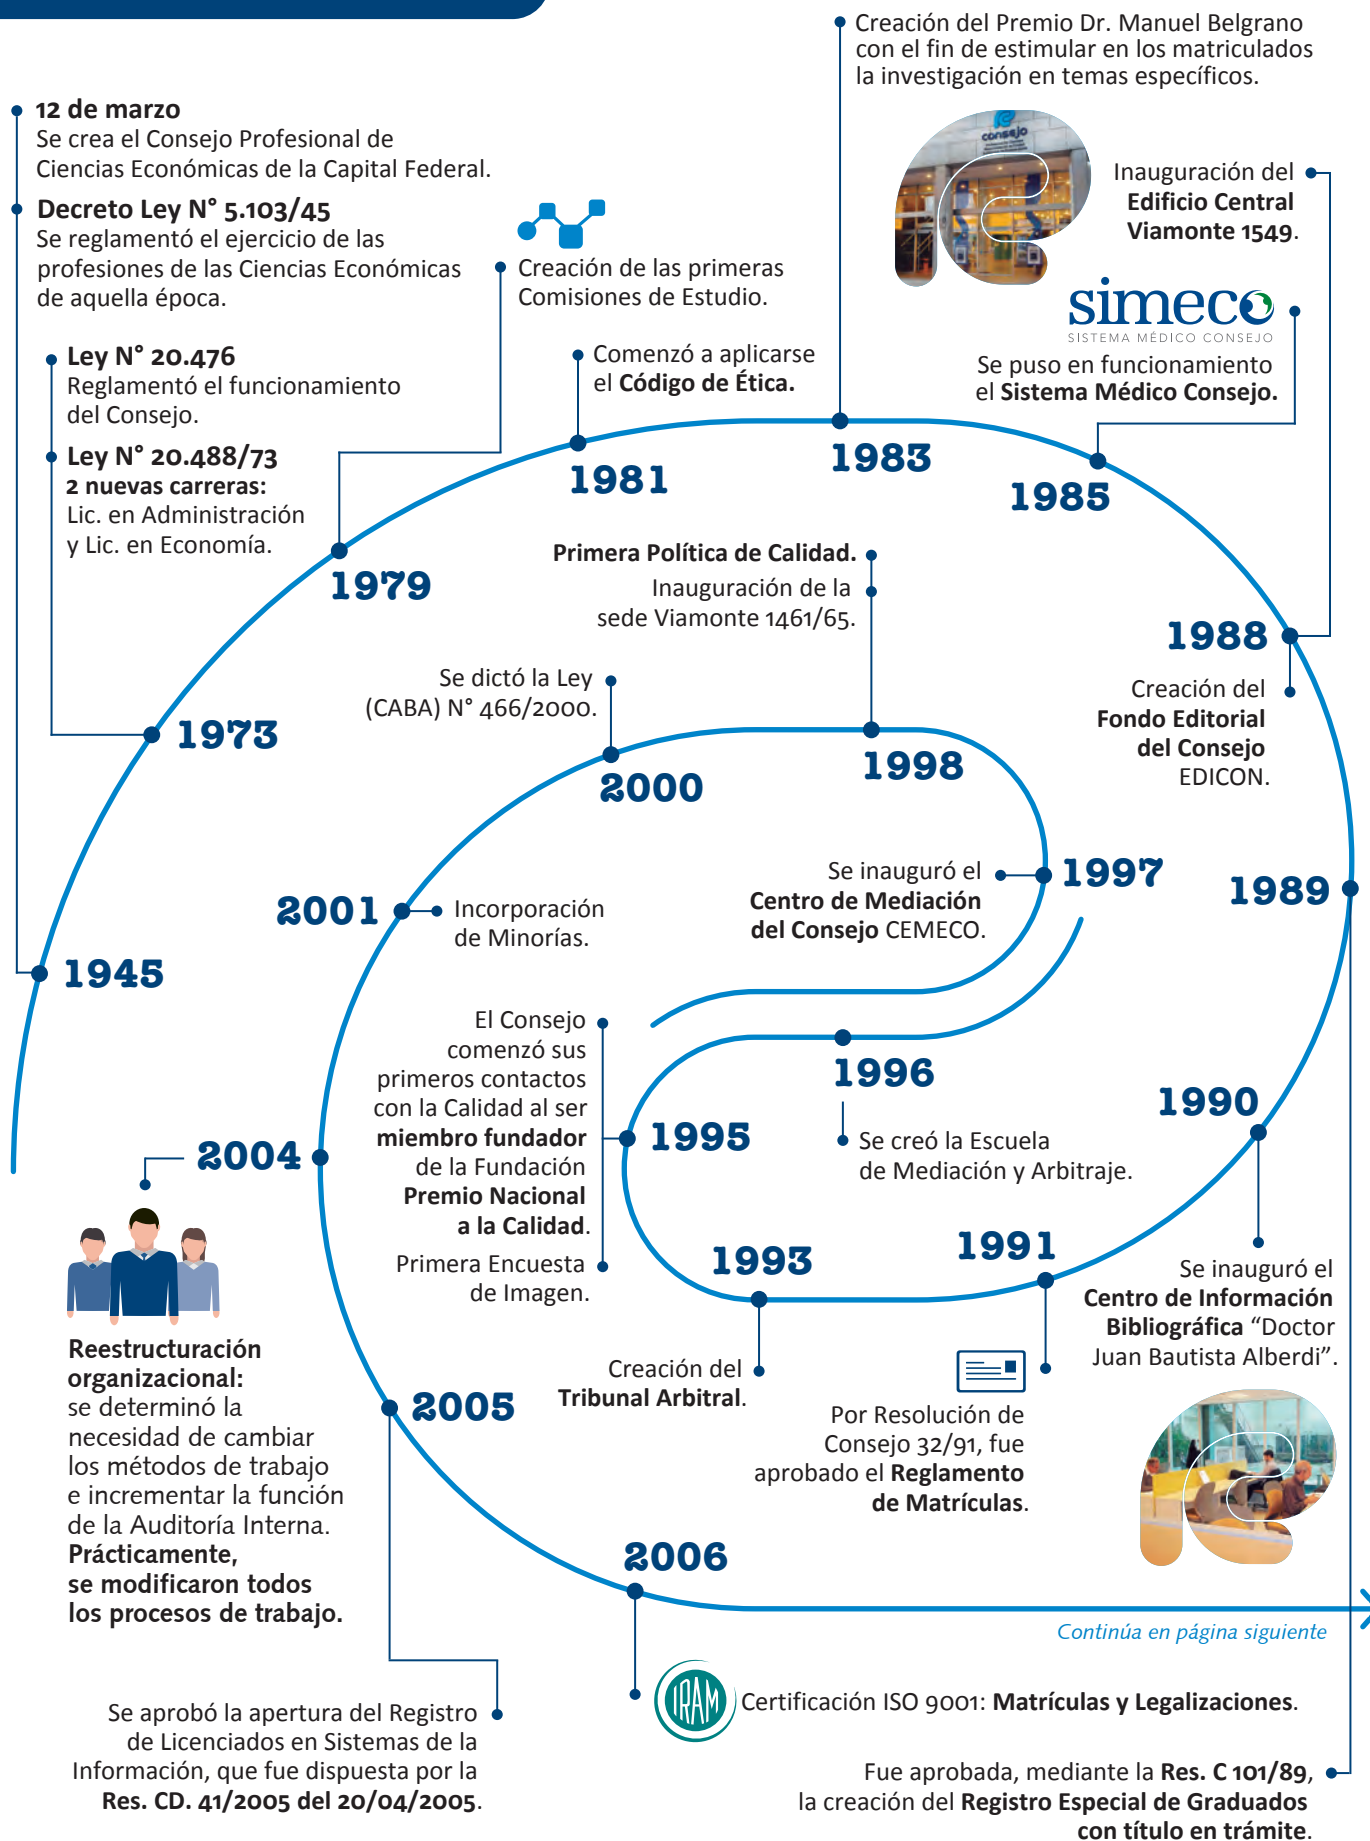 12 de marzo
Se crea el Consejo Profesional de
Ciencias Económicas de la Capital Federal.
Decreto Ley N° 5.103/45
Se reglamentó el ejercicio de las
profesiones de las Ciencias Económicas
de aquella época.
1945
Ley N° 20.476
Reglamentó el funcionamiento
del Consejo.
Ley N° 20.488/73
2 nuevas carreras:
Lic. en Administración
y Lic. en Economía.
1973
Creación de las primeras
Comisiones de Estudio.
1979
Comenzó a aplicarse
el Código de Ética.
1981
Creación del Premio Dr. Manuel Belgrano
con el fin de estimular en los matriculados
la investigación en temas específicos.
1983
consejo
simeco
SISTEMA MÉDICO CONSEJO
Se puso en funcionamiento
el Sistema Médico Consejo.
1985
Inauguración del
Edificio Central
Viamonte 1549.
1988
Creación del
Fondo Editorial
del Consejo
EDICON.
1989
Fue aprobada, mediante la Res. C 101/89,
la creación del Registro Especial de Graduados
con título en trámite.
1990
Se inauguró el
Centro de Información
Bibliográfica “Doctor
Juan Bautista Alberdi”.
1991
Por Resolución de
Consejo 32/91, fue
aprobado el Reglamento
de Matrículas.
1993
Creación del
Tribunal Arbitral.
1995
El Consejo
comenzó sus
primeros contactos
con la Calidad al ser
miembro fundador
de la Fundación
Premio Nacional
a la Calidad.
Primera Encuesta
de Imagen.
1996
Se creó la Escuela
de Mediación y Arbitraje.
1997
Se inauguró el
Centro de Mediación
del Consejo CEMECO.
1998
Primera Política de Calidad.
Inauguración de la
sede Viamonte 1461/65.
2000
Se dictó la Ley
(CABA) N° 466/2000.
2001
Incorporación
de Minorías.
2004
Reestructuración
organizacional:
se determinó la
necesidad de cambiar
los métodos de trabajo
e incrementar la función
de la Auditoría Interna.
Prácticamente,
se modificaron todos
los procesos de trabajo.
2005
Se aprobó la apertura del Registro
de Licenciados en Sistemas de la
Información, que fue dispuesta por la
Res. CD. 41/2005 del 20/04/2005.
2006
IRAM
Certificación ISO 9001: Matrículas y Legalizaciones.
Continúa en página siguiente